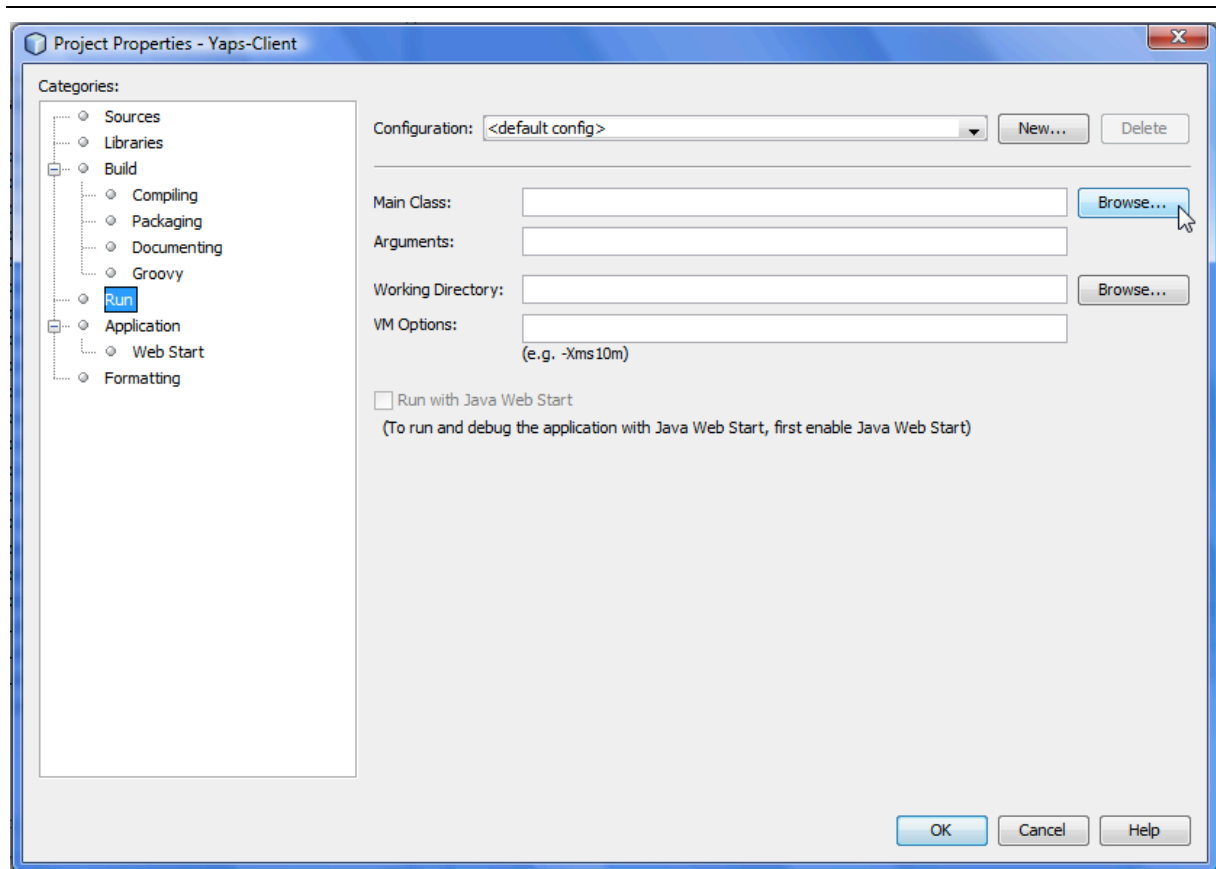 Project Properties - Yaps-Client
X
Categories:
Sources
Libraries
Build
Compiling
Packaging
Documenting
Groovy
Run
Application
Web Start
Formatting
Configuration: <default config> New... Delete
Main Class: Browse...
Arguments:
Working Directory: Browse...
VM Options:
(e.g. -Xms10m)
Run with Java Web Start
(To run and debug the application with Java Web Start, first enable Java Web Start)
OK Cancel Help